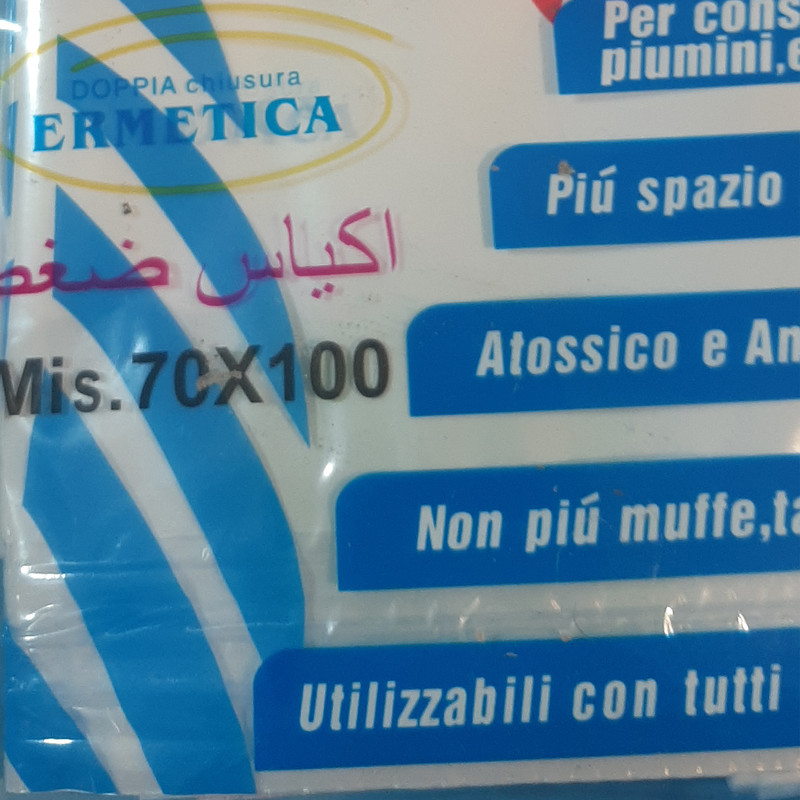 DOPPIA chiusura
ERMETICA
اكياس ضغط
Mis.70X100
Per cons
piumini,e
Piú spazio
Atossico e An
Non piú muffe,ta
Utilizzabili con tutti